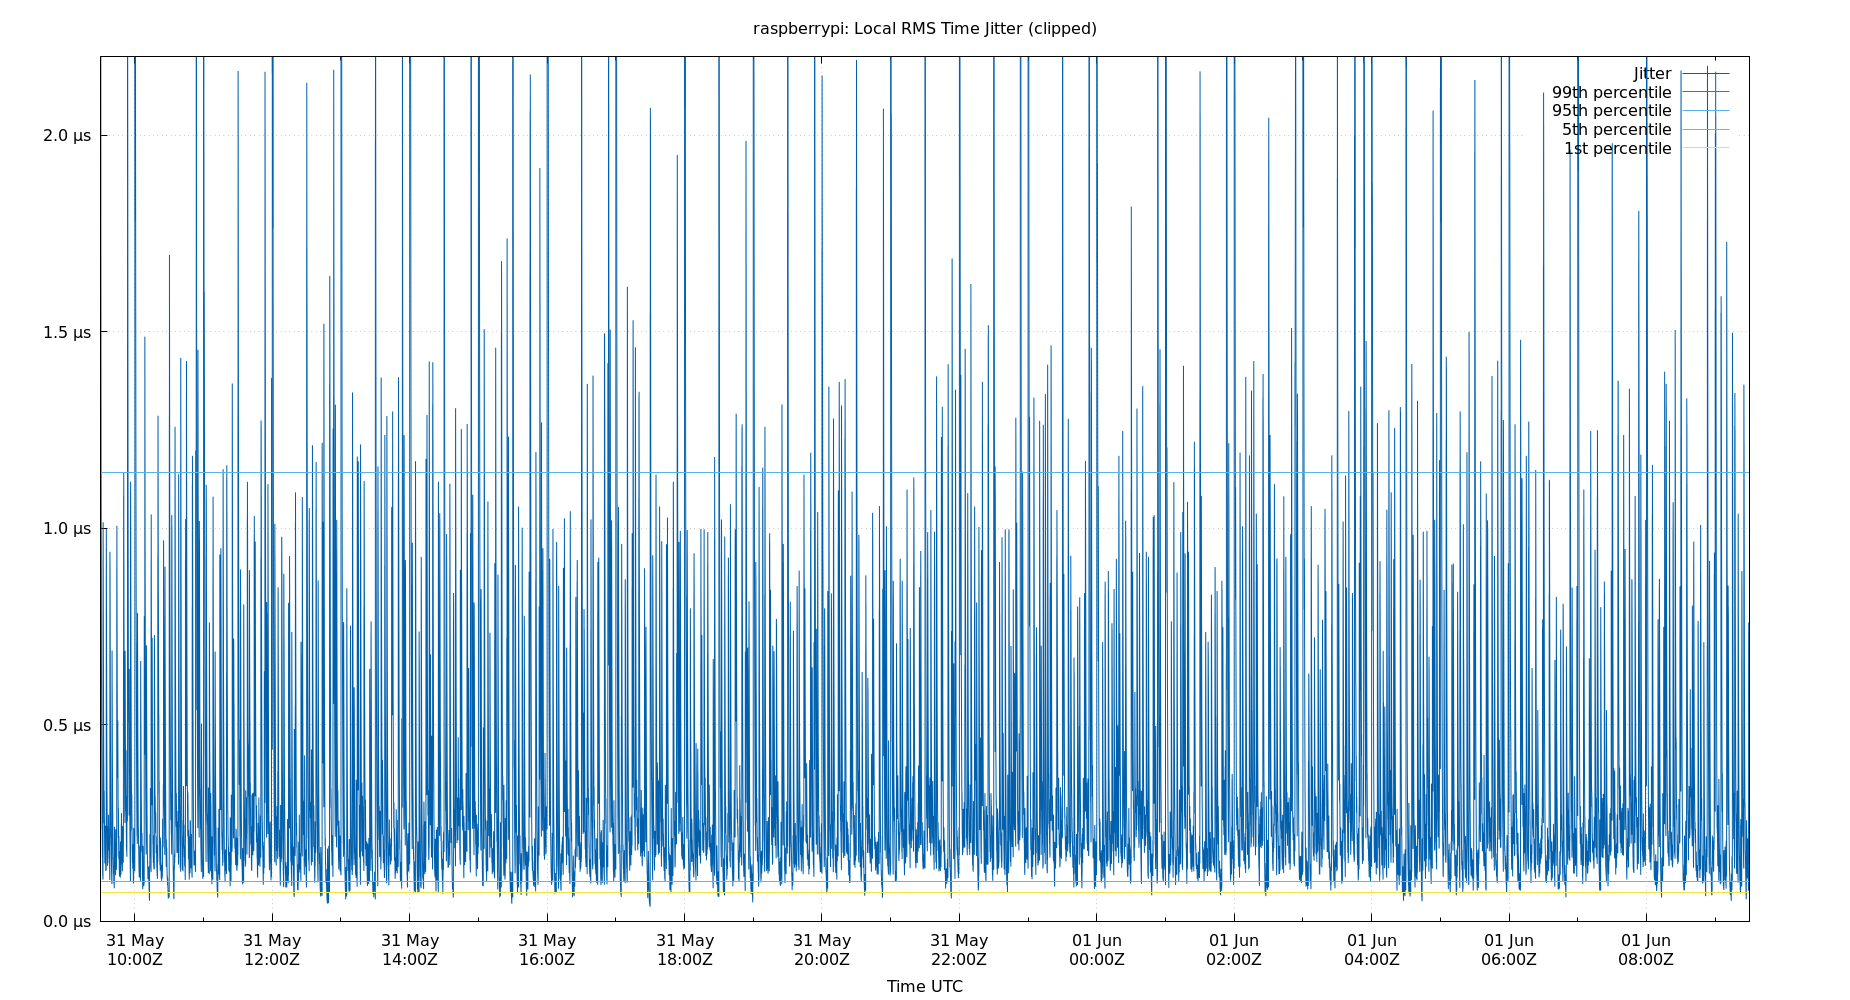 raspberrypi: Local RMS Time Jitter (clipped)
Jitter
99th percentile
95th percentile
5th percentile
1st percentile
2.0 µs
1.5 µs
1.0 µs
0.5 µs
0.0 µs
31 May 31 May 31 May 31 May 31 May 31 May 31 May 01 Jun 01 Jun 01 Jun 01 Jun 01 Jun
10:00Z 12:00Z 14:00Z 16:00Z 18:00Z 20:00Z 22:00Z 00:00Z 02:00Z 04:00Z 06:00Z 08:00Z
Time UTC